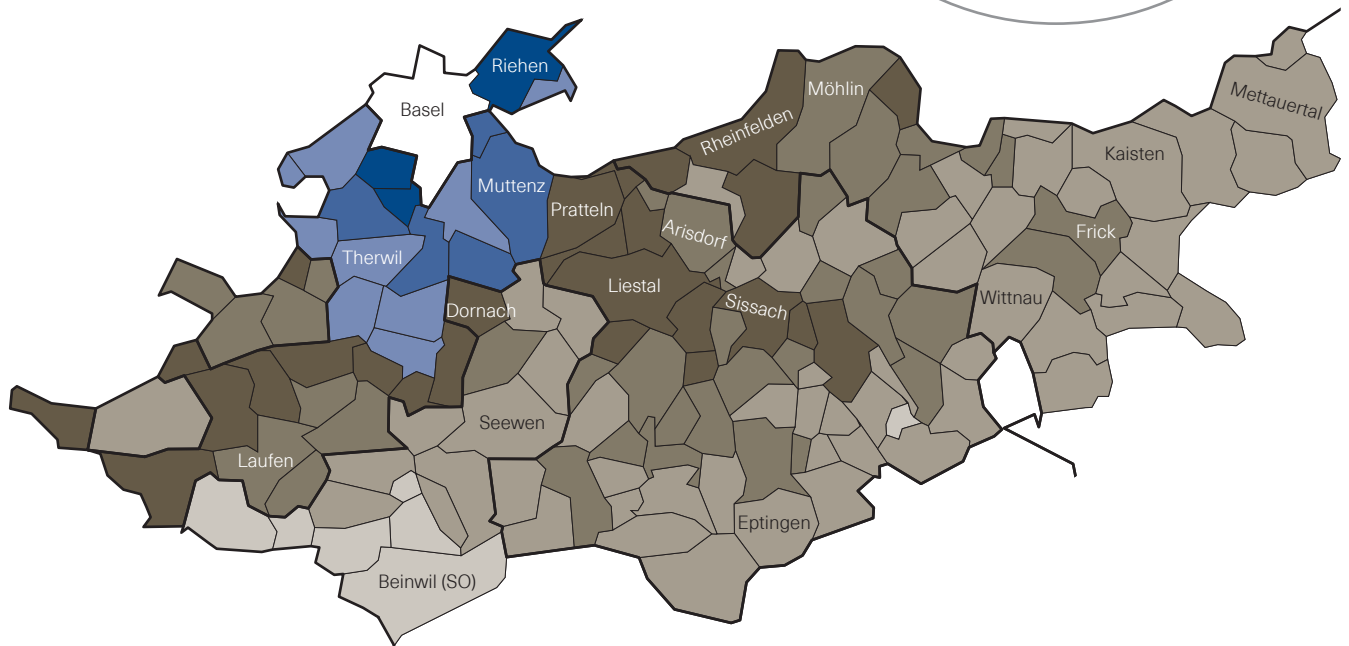 Riehen
Basel
Möhlin
Mettauertal
Rheinfelden
Kaisten
Muttenz
Pratteln
Arisdorf
Frick
Therwil
Liestal
Sissach
Wittnau
Dornach
Seewen
Laufen
Eptingen
Beinwil (SO)